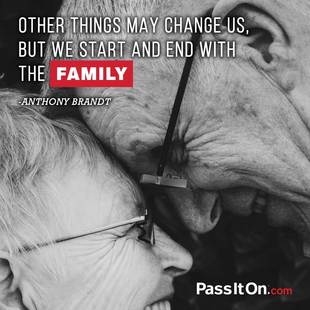 OTHER THINGS MAY CHANGE US,
BUT WE START AND END WITH
THE FAMILY
-ANTHONY BRANDT
PassItOn.com